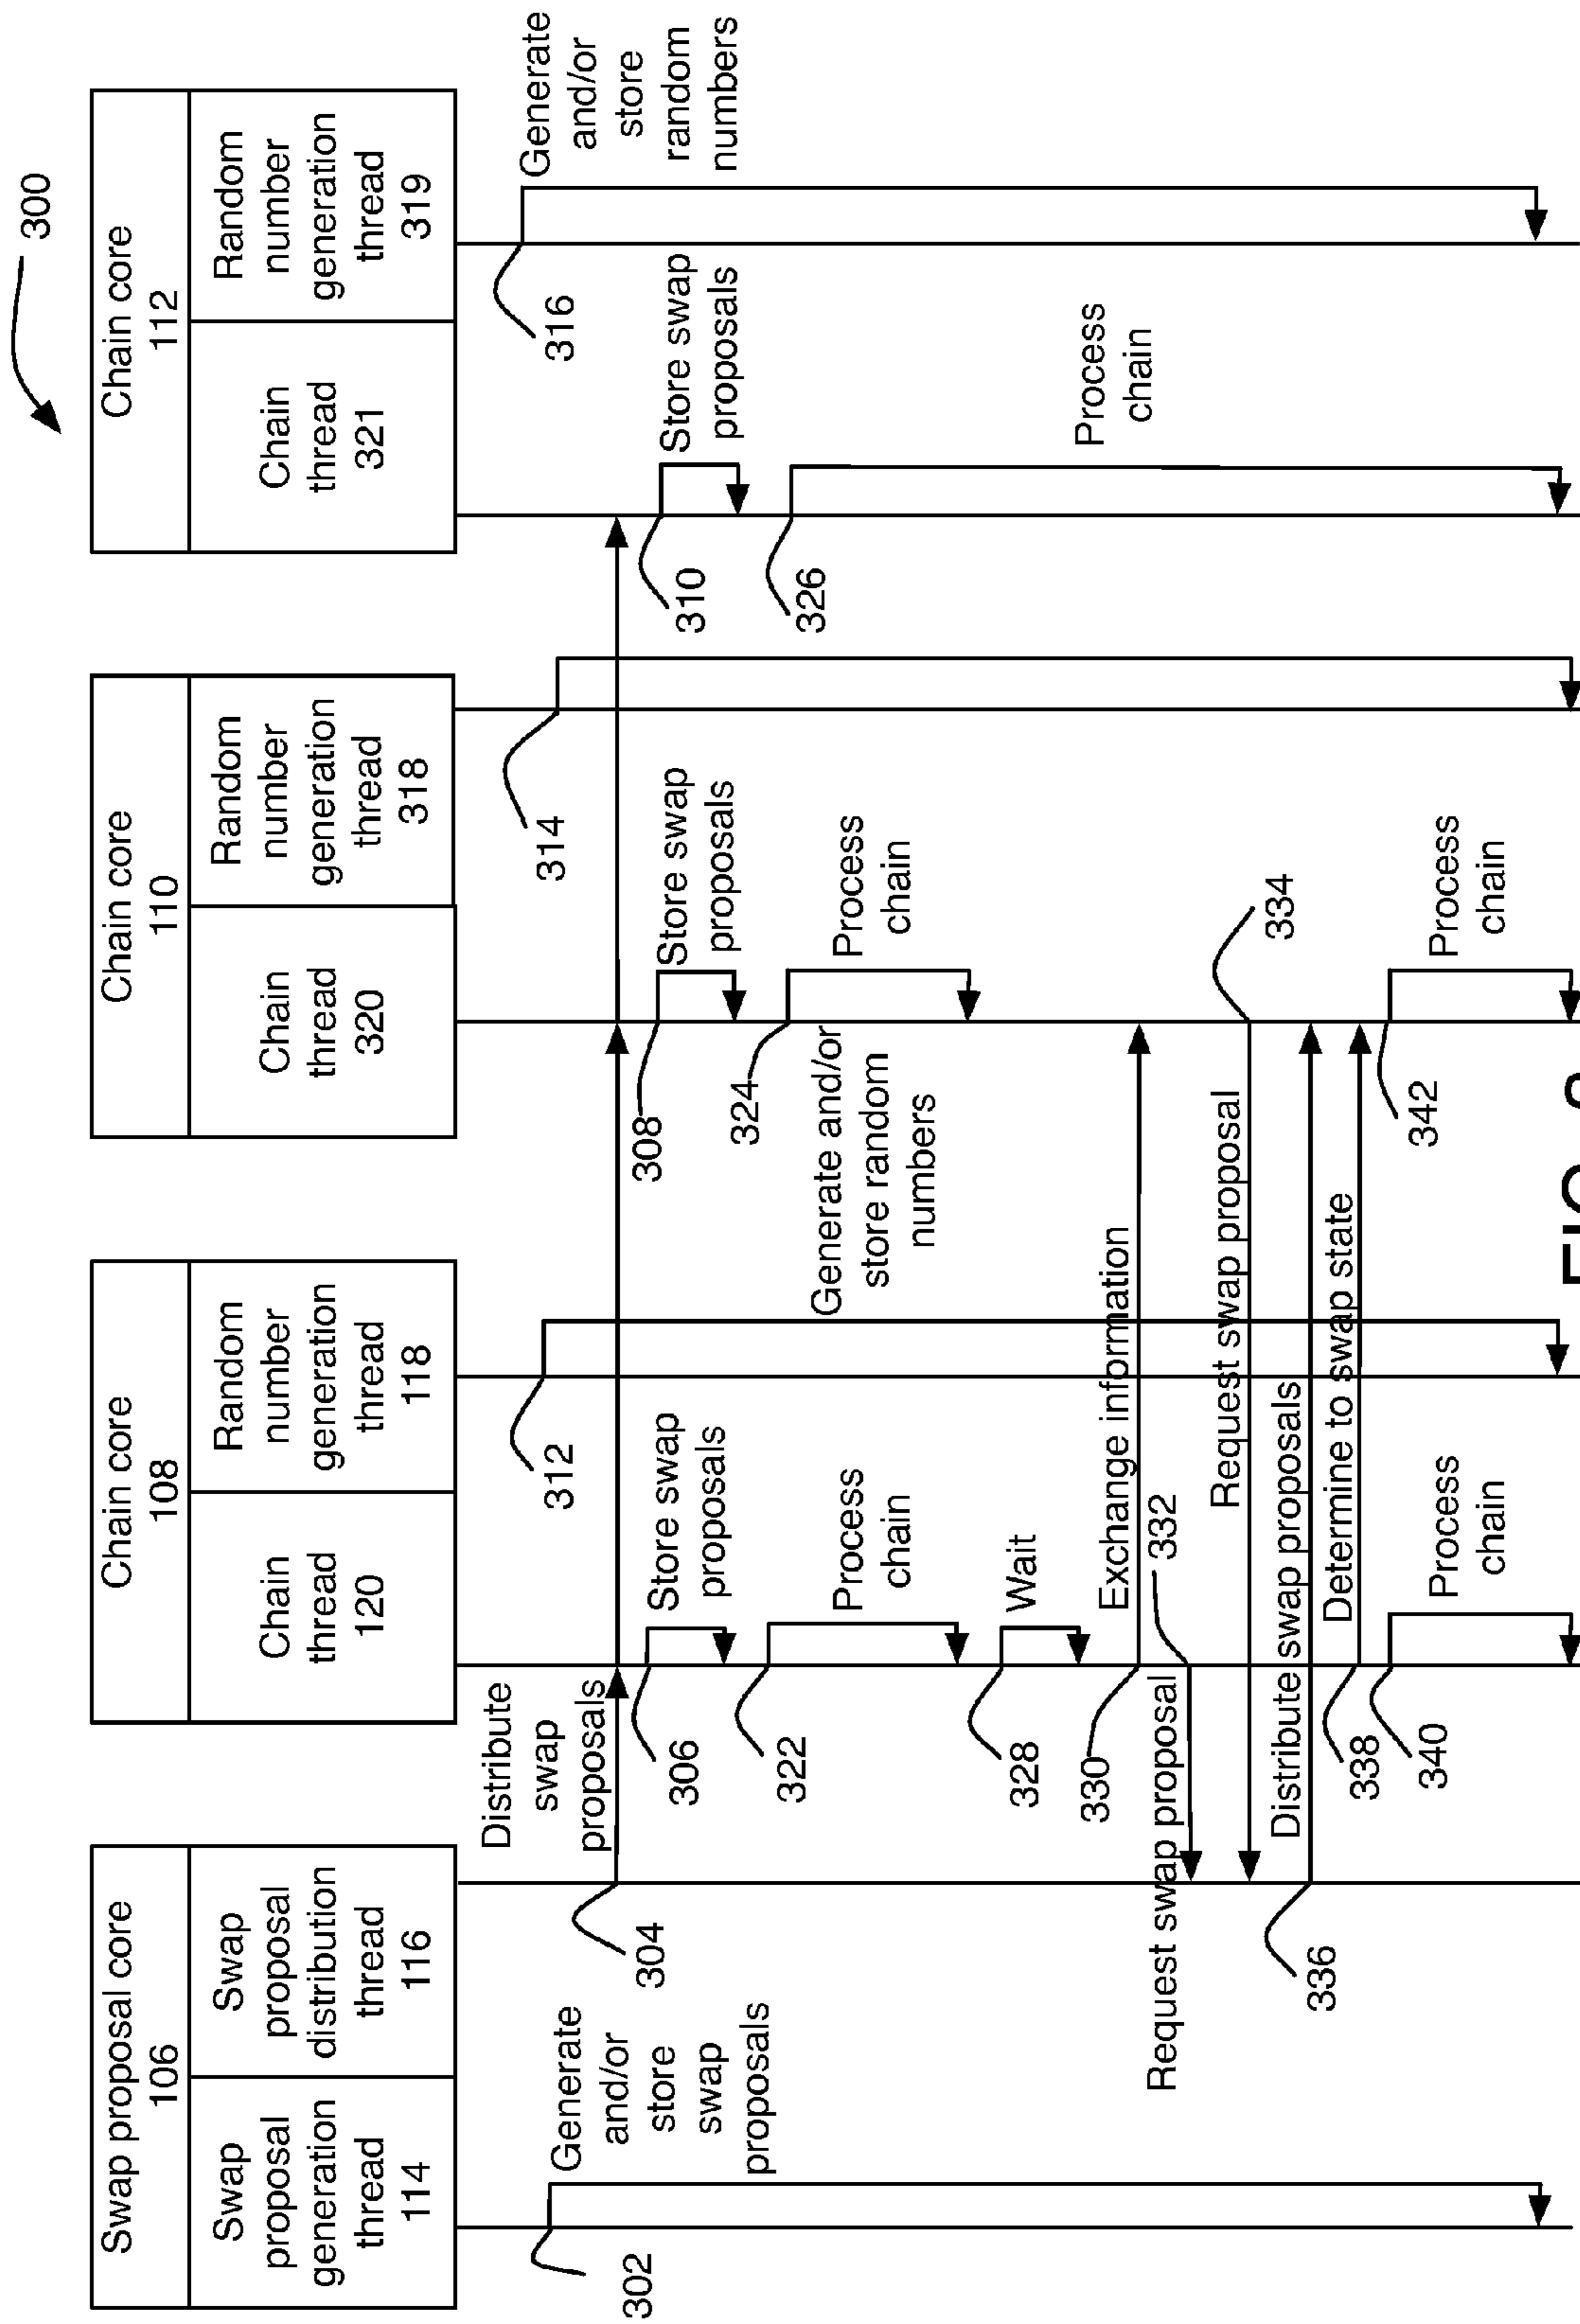 300
Swap proposal core
106
Swap
proposal
generation
thread
114
Swap
proposal
distribution
thread
116
Chain core
108
Chain
thread
120
Random
number
generation
thread
118
Chain core
110
Chain
thread
320
Random
number
generation
thread
318
Chain core
112
Chain
thread
321
Random
number
generation
thread
319
302
Generate
and/or
store
swap
proposals
304
Distribute
swap
proposals
306
Store swap
proposals
308
Store swap
proposals
310
Store swap
proposals
312
Generate and/or
store random
numbers
314
316
Generate
and/or
store
random
numbers
322
Process
chain
324
Process
chain
326
Process
chain
328
Wait
330
Exchange information
332
Request swap proposal
334
Request swap proposal
336
Distribute swap proposals
338
Determine to swap state
340
Process
chain
342
Process
chain